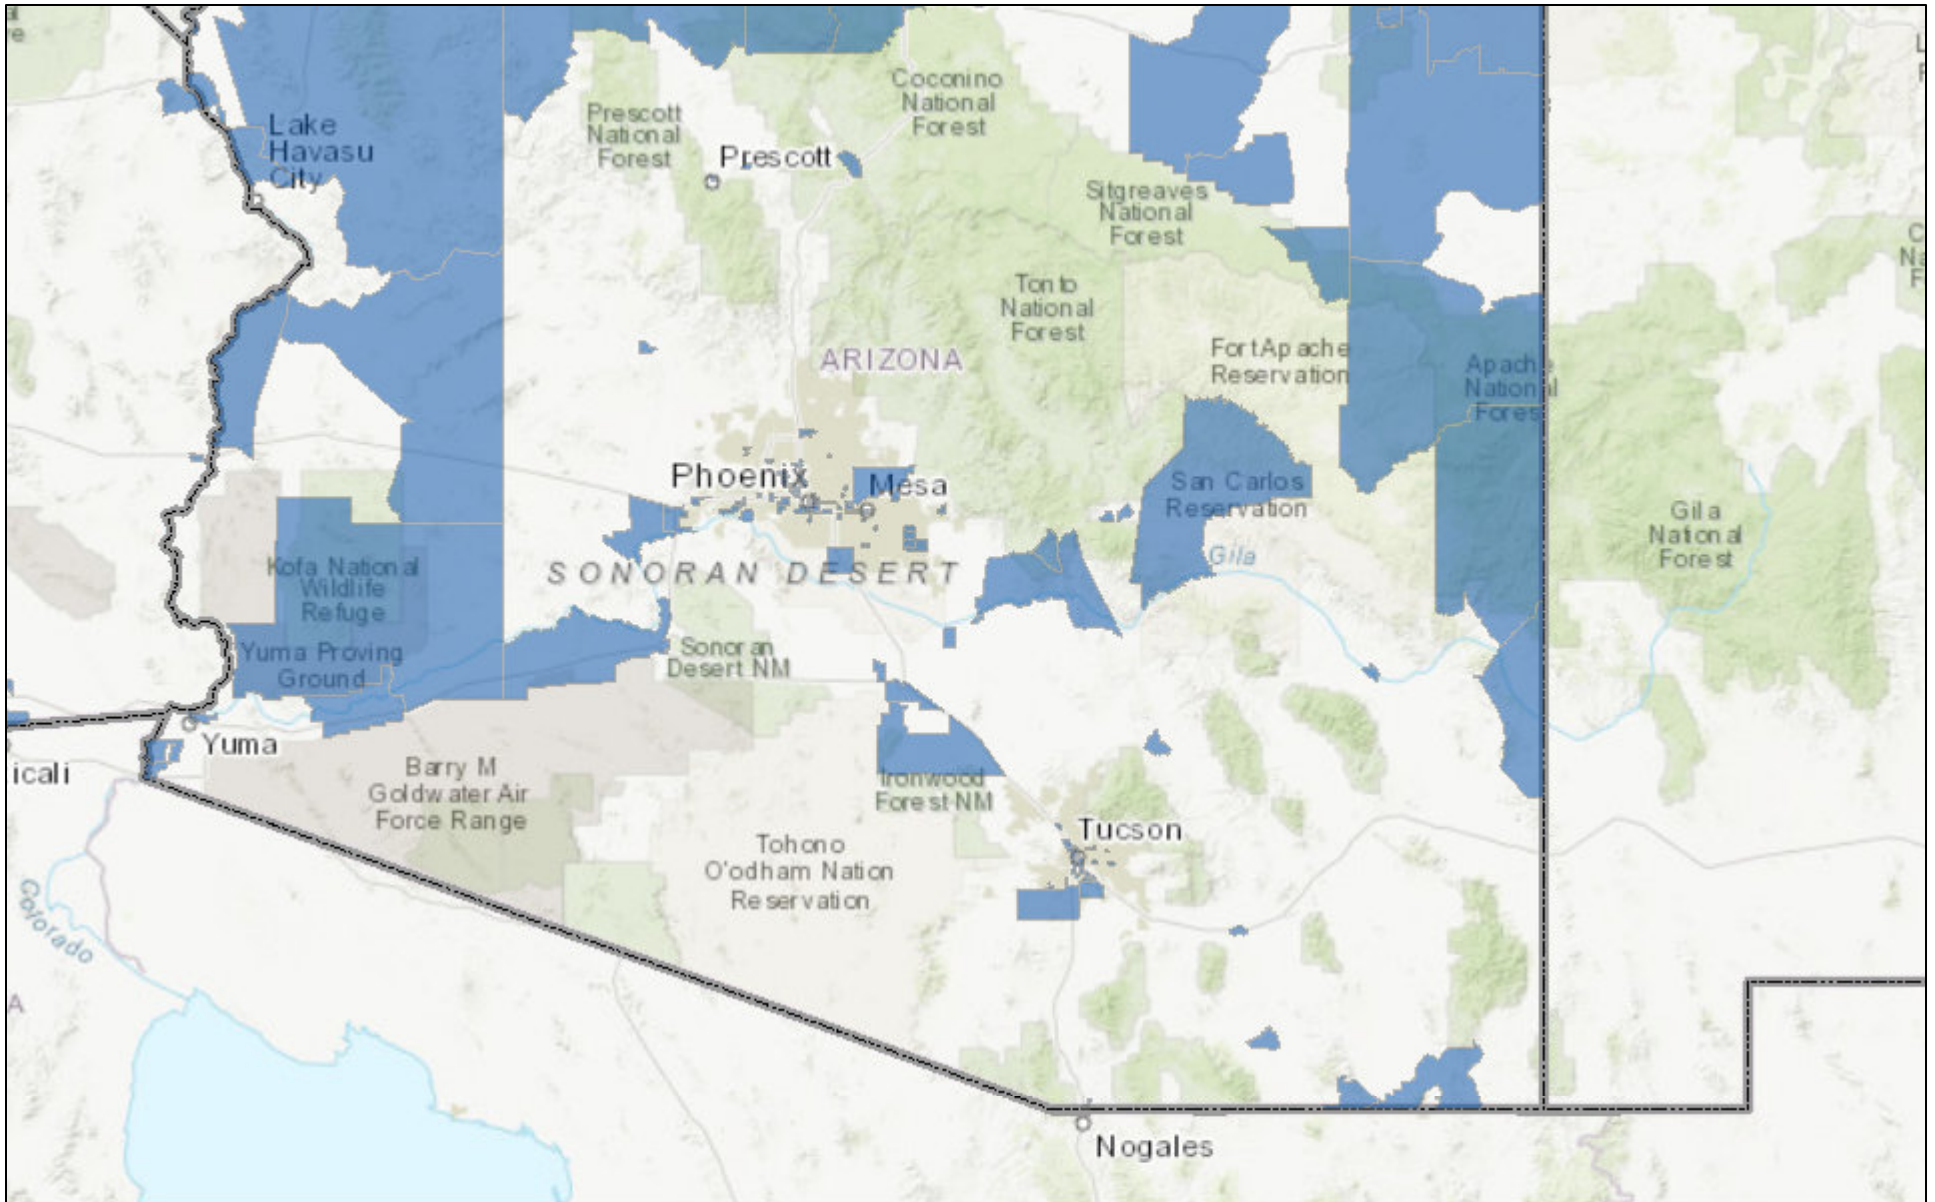 Lake
Havasu
City
Prescott
National
Forest
Prescott
Coconino
National
Forest
Sitgreaves
National
Forest
Tonto
National
Forest
ARIZONA
Fort Apache
Reservation
Apache
National
Forest
Phoenix
Mesa
San Carlos
Reservation
Gila
Gila
National
Forest
Kofa National
Wildlife
Refuge
SONORAN DESERT
Yuma Proving
Ground
Sonoran
Desert NM
Yuma
icali
Barry M
Goldwater Air
Force Range
Ironwood
Forest NM
Tohono
O'odham Nation
Reservation
Tucson
Colorado
A
Nogales